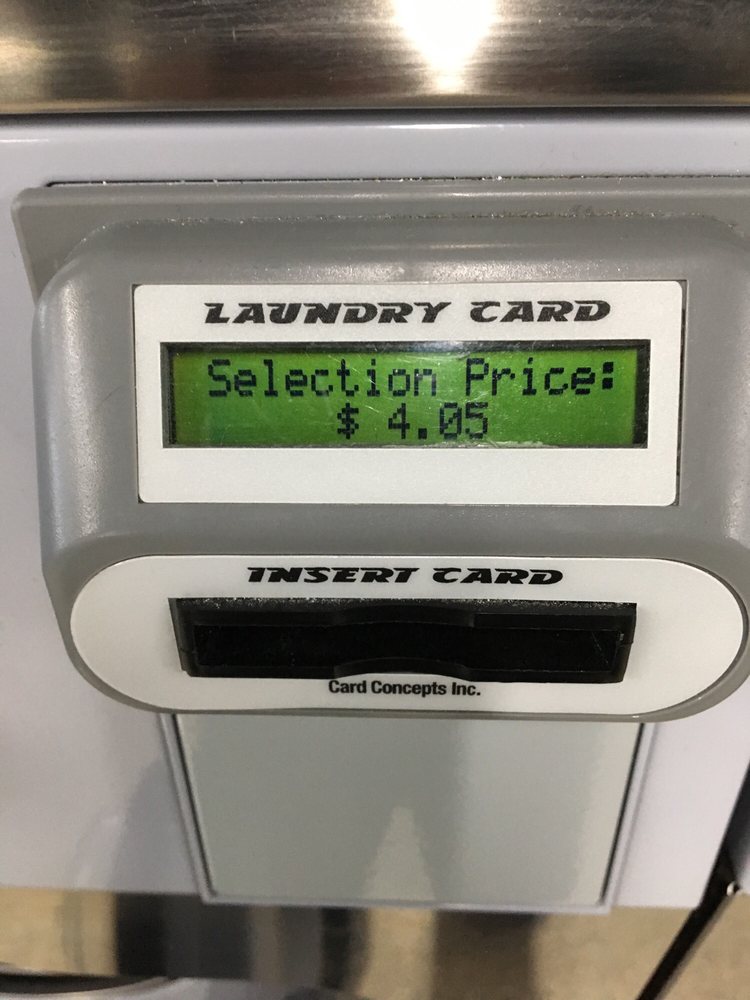 LAUNDRY CARD
Selection Price:
$ 4.05
INSERT CARD
Card Concepts Inc.